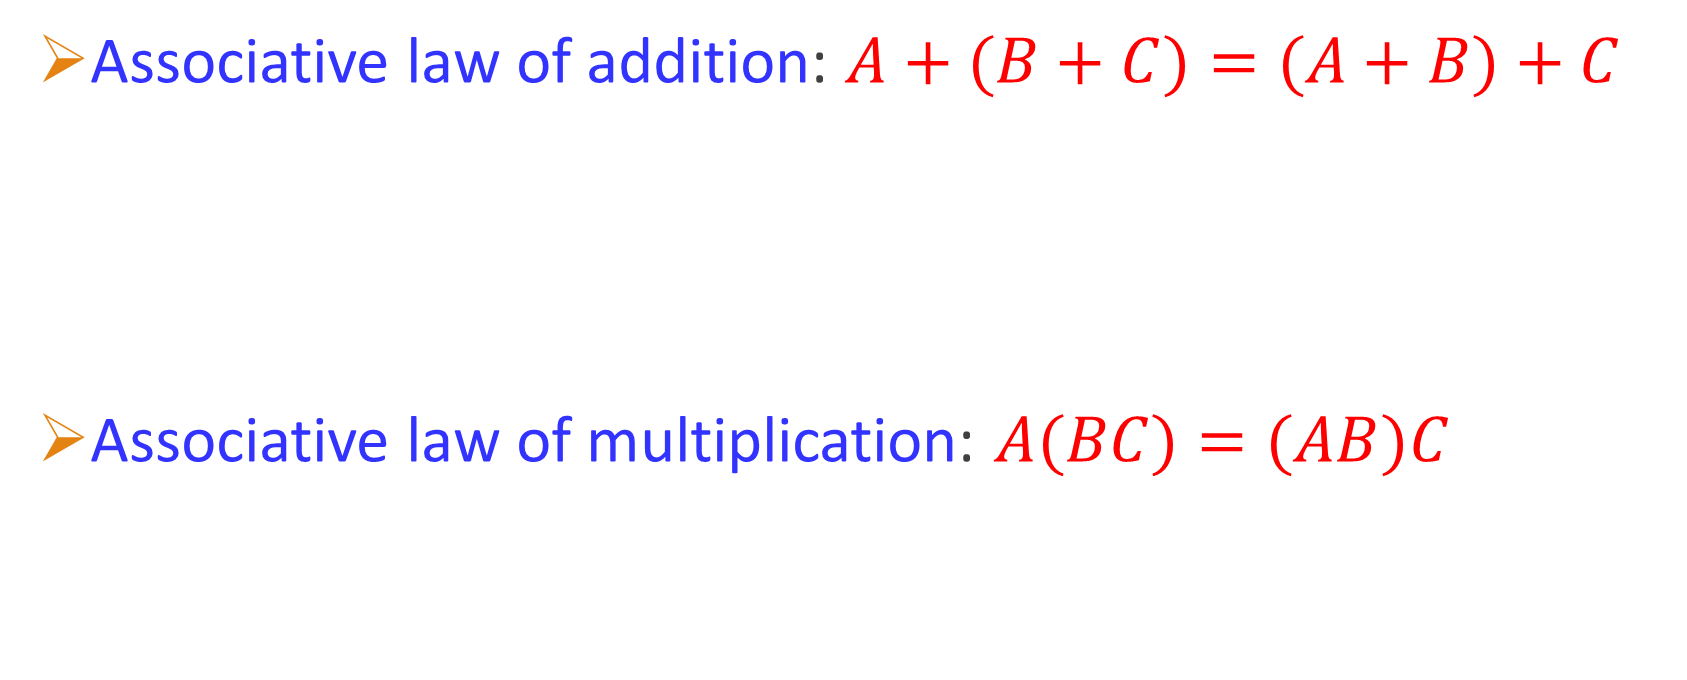 ➢Associative law of addition: A + (B + C) = (A + B) + C
➢Associative law of multiplication: A(BC) = (AB)C